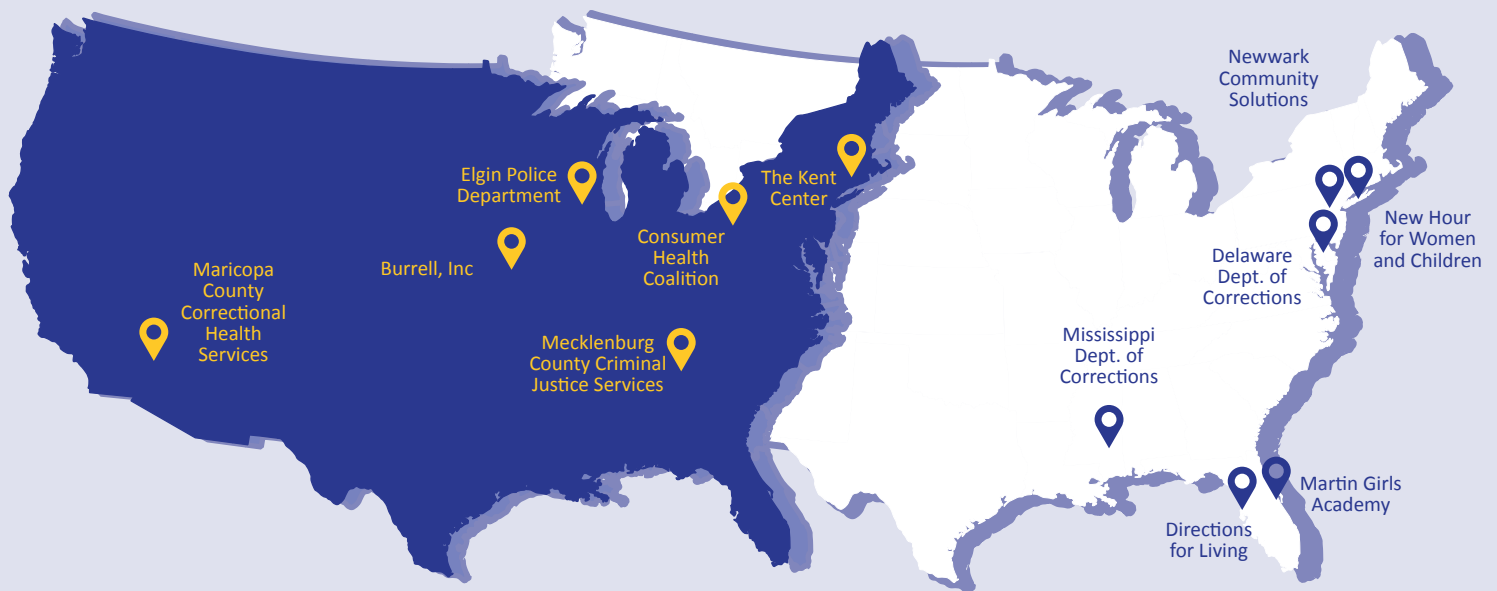 Elgin Police
Department
The Kent
Center
Consumer
Health
Coalition
Burrell, Inc
Maricopa
County
Correctional
Health
Services
Mecklenburg
County Criminal
Justice Services
Newwark
Community
Solutions
New Hour
for Women
and Children
Delaware
Dept. of
Corrections
Mississippi
Dept. of
Corrections
Martin Girls
Academy
Directions
for Living